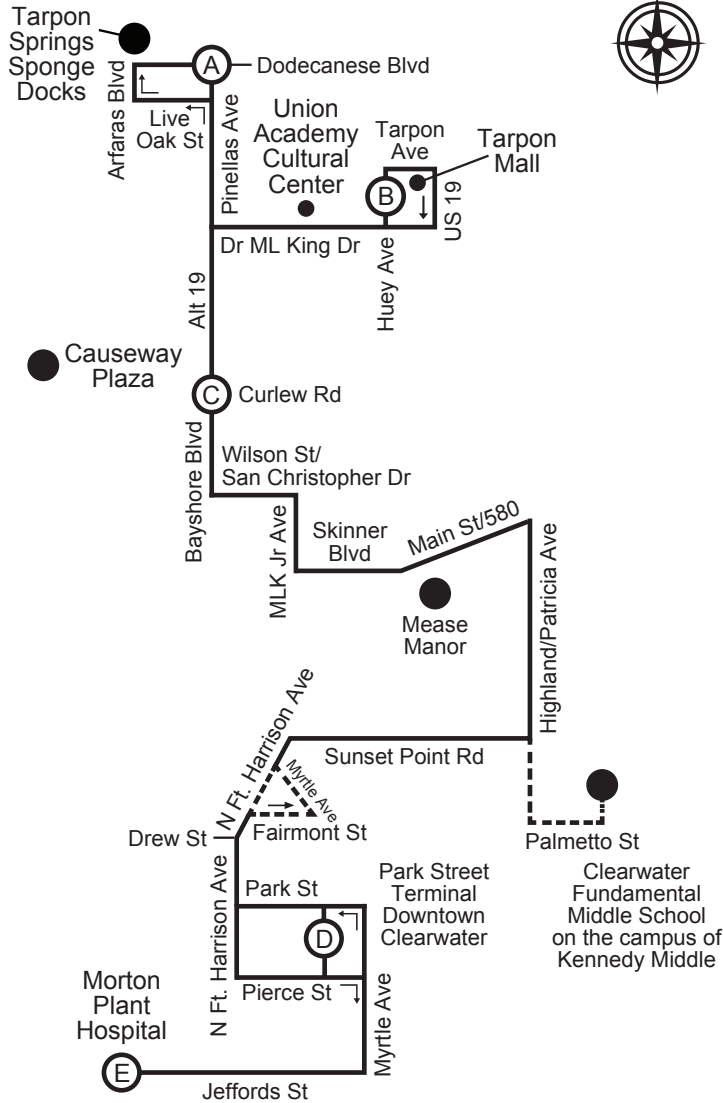 Tarpon
Springs
Sponge
Docks
Arfaras Blvd
A
Dodecanese Blvd
Live
Oak St
Pinellas Ave
Union
Academy
Cultural
Center
Tarpon
Ave
Tarpon
Mall
B
US 19
Dr ML King Dr
Huey Ave
Alt 19
Causeway
Plaza
C
Curlew Rd
Bayshore Blvd
Wilson St/
San Christopher Dr
MLK Jr Ave
Skinner
Blvd
Main St/580
Mease
Manor
Highland/Patricia Ave
N Ft. Harrison Ave
Sunset Point Rd
Myrtle Ave
Fairmont St
Drew St
Palmetto St
Clearwater
Fundamental
Middle School
on the campus of
Kennedy Middle
N Ft. Harrison Ave
Park St
Park Street
Terminal
Downtown
Clearwater
D
Pierce St
Myrtle Ave
Morton
Plant
Hospital
E
Jeffords St